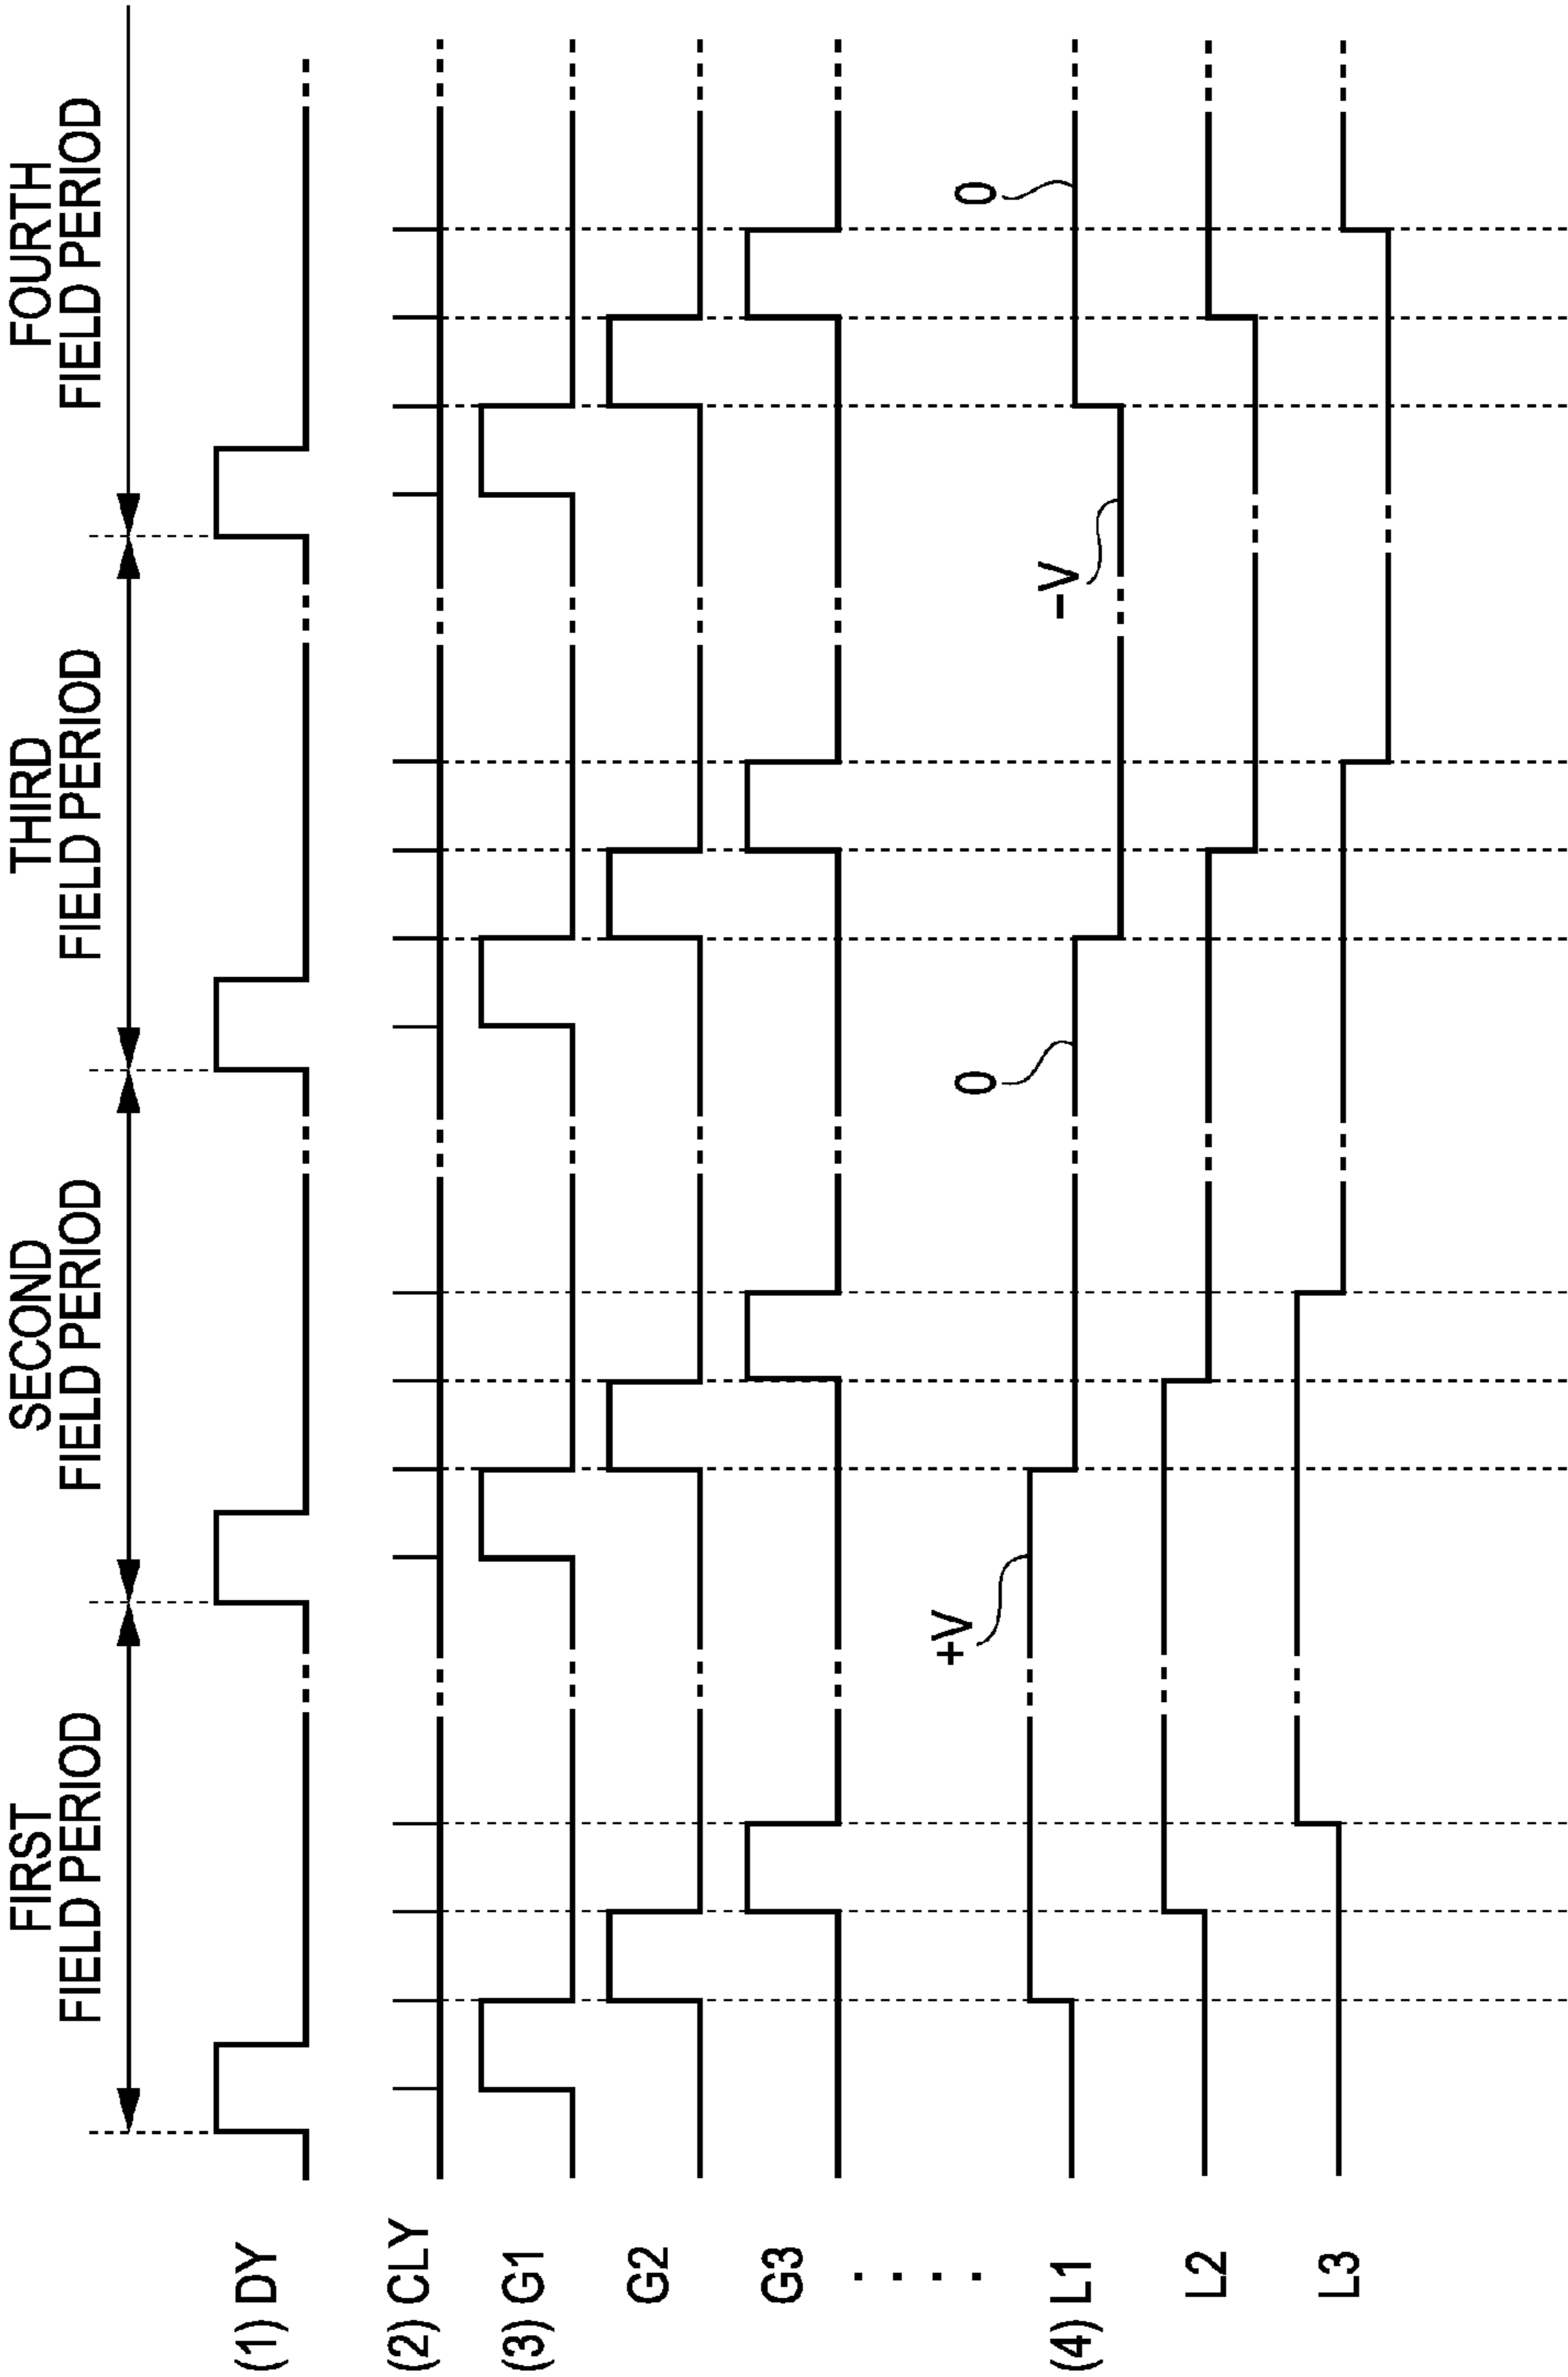 FIRST
FIELD PERIOD
SECOND
FIELD PERIOD
THIRD
FIELD PERIOD
FOURTH
FIELD PERIOD
(1) DY
(2) CLY
(3) G1
G2
G3
(4) L1
+V
0
−V
0
L2
L3